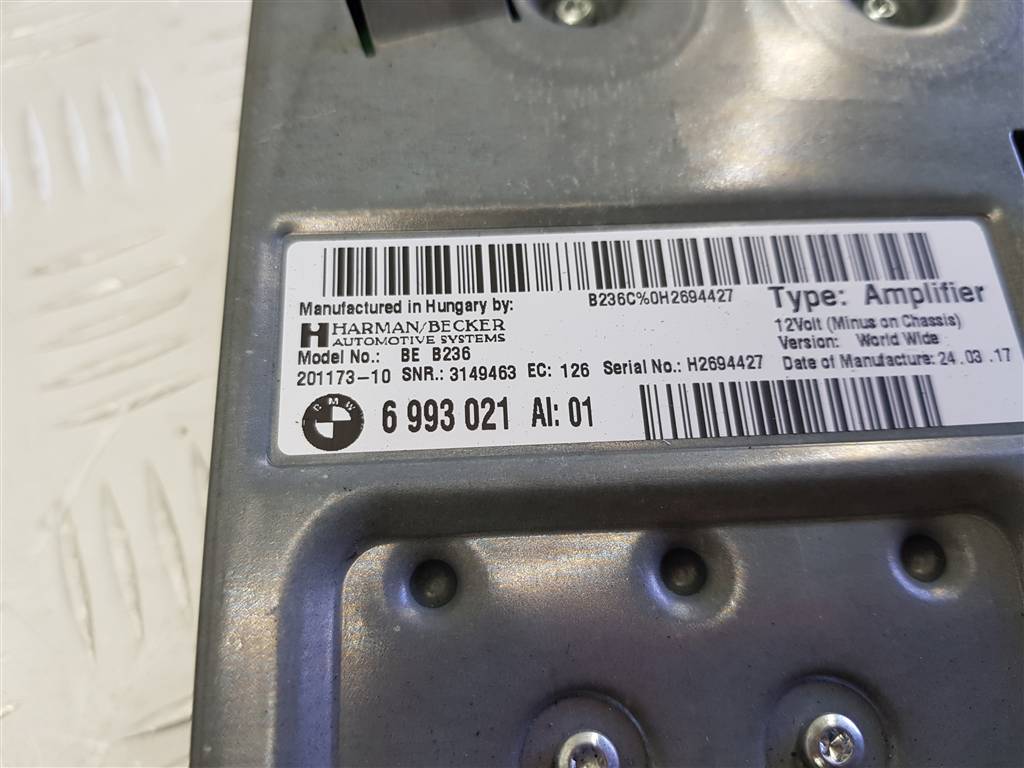 B236C%0H2694427
Manufactured in Hungary by:
HARMAN/BECKER
AUTOMOTIVE SYSTEMS
Type: Amplifier
12Volt (Minus on Chassis)
Version: World Wide
Model No.: BE B236
Date of Manufacture: 24.03.17
201173-10 SNR.: 3149463 EC: 126 Serial No.: H2694427
BMW 6 993 021 AI: 01